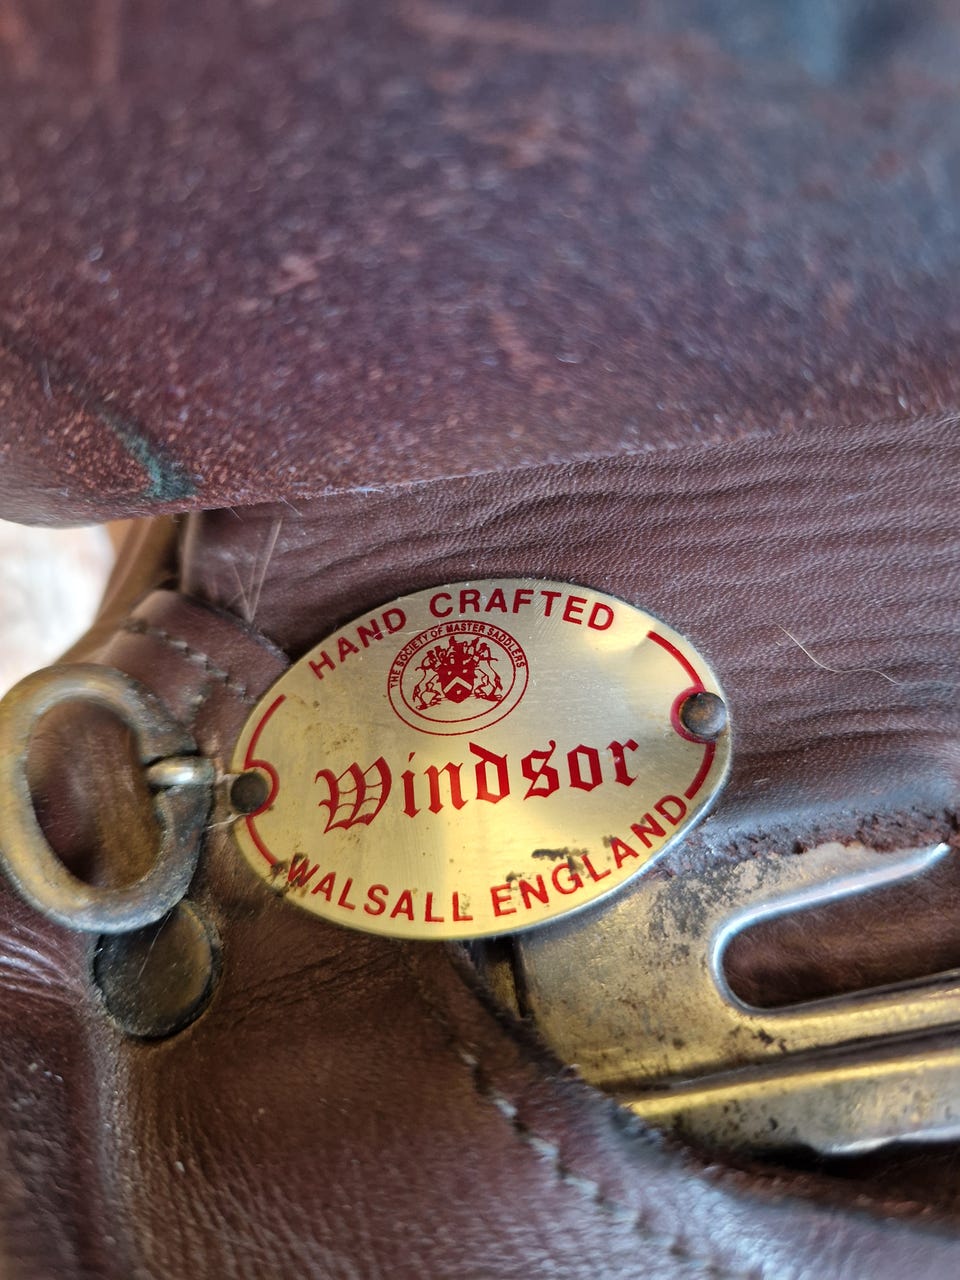 HAND CRAFTED
THE SOCIETY OF MASTER SADDLERS
Windsor
WALSALL ENGLAND